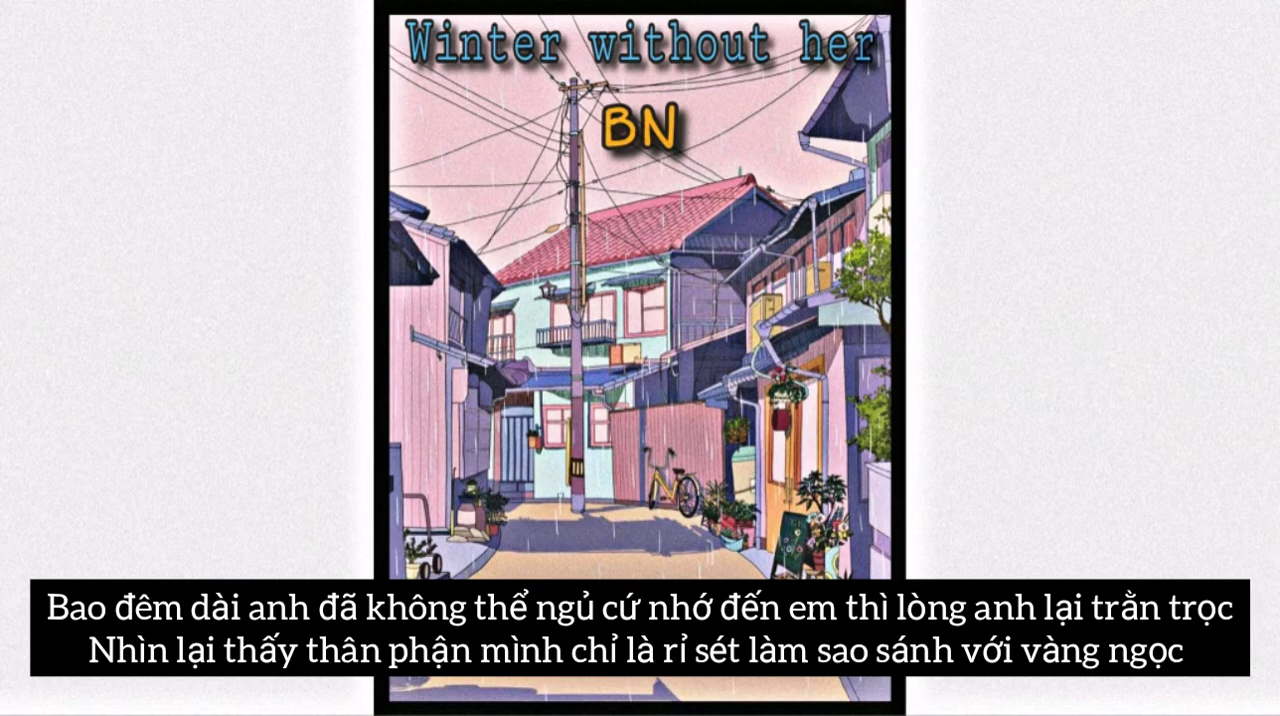 Winter without her
BN
Bao đêm dài anh đã không thể ngủ cứ nhớ đến em thì lòng anh lại trằn trọc
Nhìn lại thấy thân phận mình chỉ là rỉ sét làm sao sánh với vàng ngọc